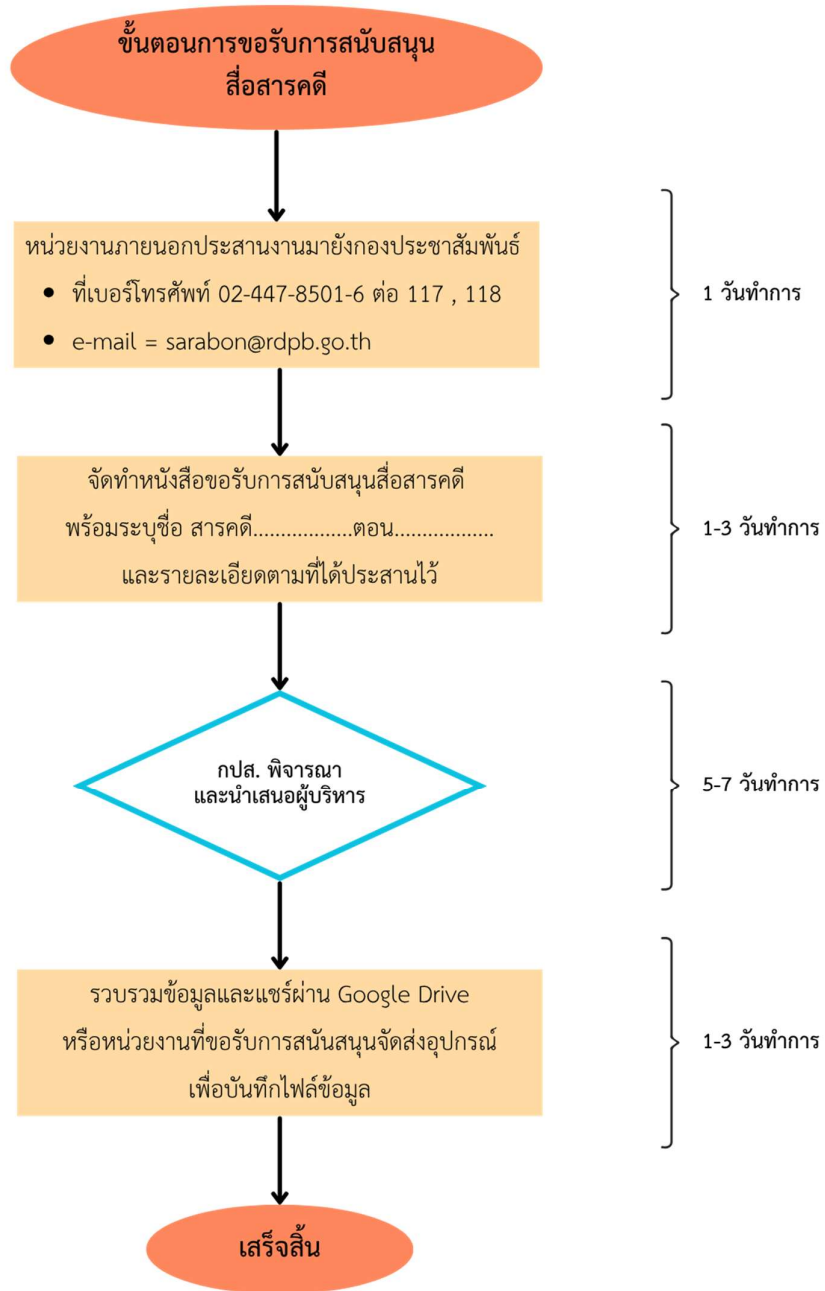 ขั้นตอนการขอรับการสนับสนุน
สื่อสารคดี
หน่วยงานภายนอกประสานงานมายังกองประชาสัมพันธ์
• ที่เบอร์โทรศัพท์ 02-447-8501-6 ต่อ 117 , 118
• e-mail = sarabon@rdpb.go.th
1 วันทำการ
จัดทำหนังสือขอรับการสนับสนุนสื่อสารคดี
พร้อมระบุชื่อ สารคดี..................ตอน..................
และรายละเอียดตามที่ได้ประสานไว้
1-3 วันทำการ
กปส. พิจารณา
และนำเสนอผู้บริหาร
5-7 วันทำการ
รวบรวมข้อมูลและแชร์ผ่าน Google Drive
หรือหน่วยงานที่ขอรับการสนันสนุนจัดส่งอุปกรณ์
เพื่อบันทึกไฟล์ข้อมูล
1-3 วันทำการ
เสร็จสิ้น